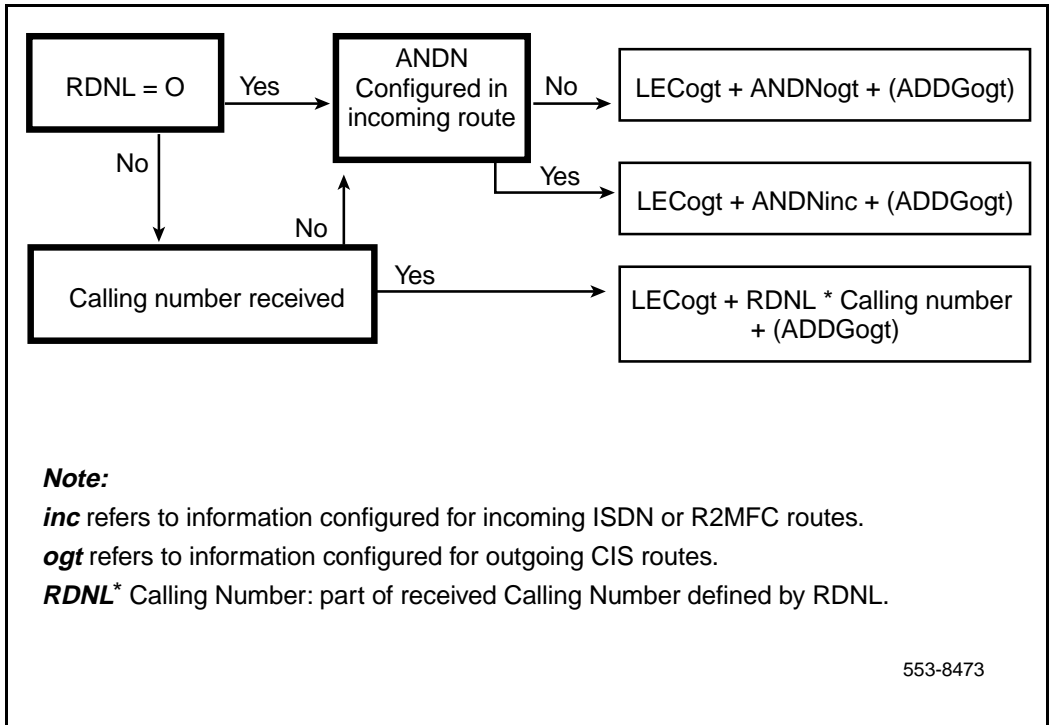 RDNL = O
Yes
ANDN
Configured in
incoming route
No
LECogt + ANDNogt + (ADDGogt)
No
Yes
LECogt + ANDNinc + (ADDGogt)
No
Calling number received
Yes
LECogt + RDNL * Calling number
+ (ADDGogt)
Note:
inc refers to information configured for incoming ISDN or R2MFC routes.
ogt refers to information configured for outgoing CIS routes.
RDNL* Calling Number: part of received Calling Number defined by RDNL.
553-8473